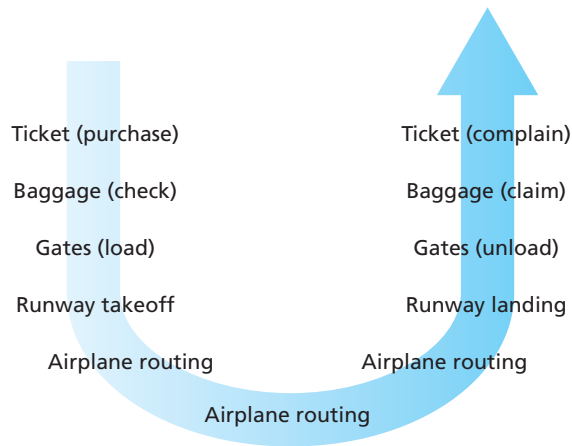 Ticket (purchase)
Baggage (check)
Gates (load)
Runway takeoff
Airplane routing
Airplane routing
Airplane routing
Runway landing
Gates (unload)
Baggage (claim)
Ticket (complain)